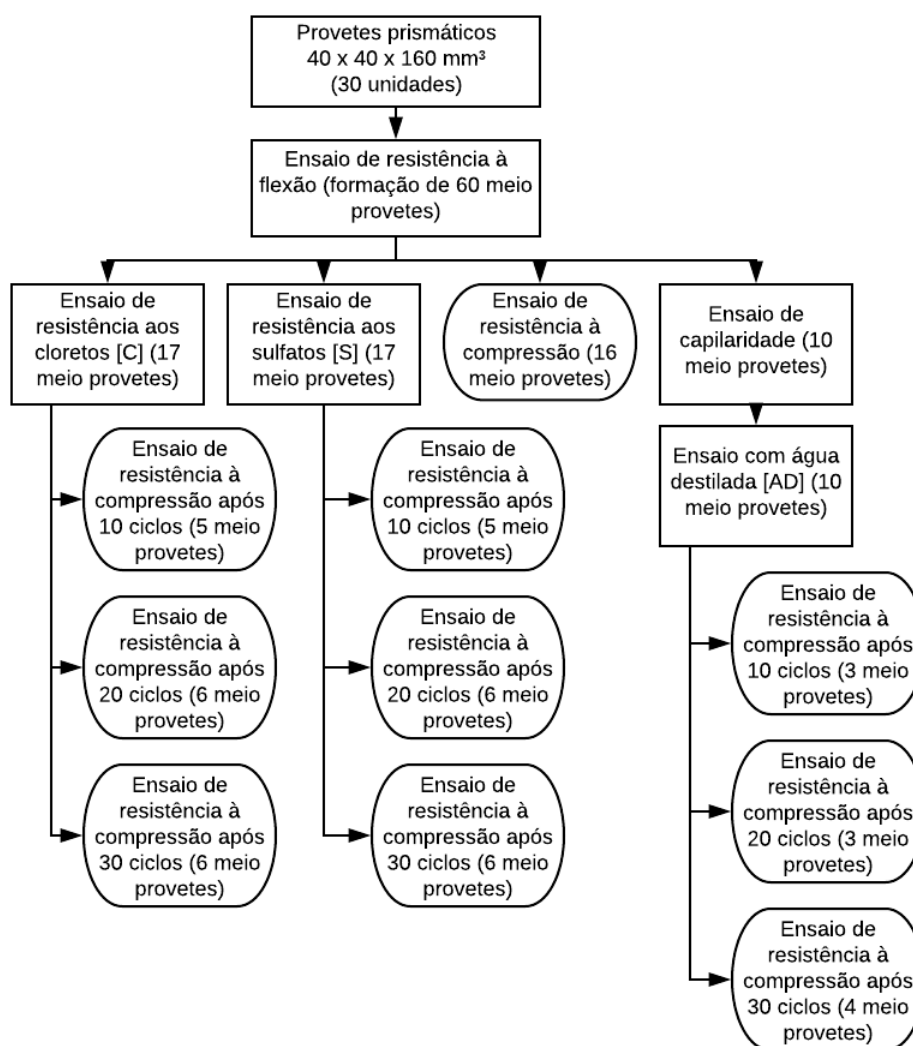 Provetes prismáticos
40 x 40 x 160 mm³
(30 unidades)
Ensaio de resistência à
flexão (formação de 60 meio
provetes)
Ensaio de
resistência aos
cloretos [C] (17
meio provetes)
Ensaio de
resistência aos
sulfatos [S] (17
meio provetes)
Ensaio de
resistência à
compressão (16
meio provetes)
Ensaio de
capilaridade (10
meio provetes)
Ensaio de
resistência à
compressão após
10 ciclos (5 meio
provetes)
Ensaio de
resistência à
compressão após
20 ciclos (6 meio
provetes)
Ensaio de
resistência à
compressão após
30 ciclos (6 meio
provetes)
Ensaio de
resistência à
compressão após
10 ciclos (5 meio
provetes)
Ensaio de
resistência à
compressão após
20 ciclos (6 meio
provetes)
Ensaio de
resistência à
compressão após
30 ciclos (6 meio
provetes)
Ensaio com água
destilada [AD] (10
meio provetes)
Ensaio de
resistência à
compressão após
10 ciclos (3 meio
provetes)
Ensaio de
resistência à
compressão após
20 ciclos (3 meio
provetes)
Ensaio de
resistência à
compressão após
30 ciclos (4 meio
provetes)